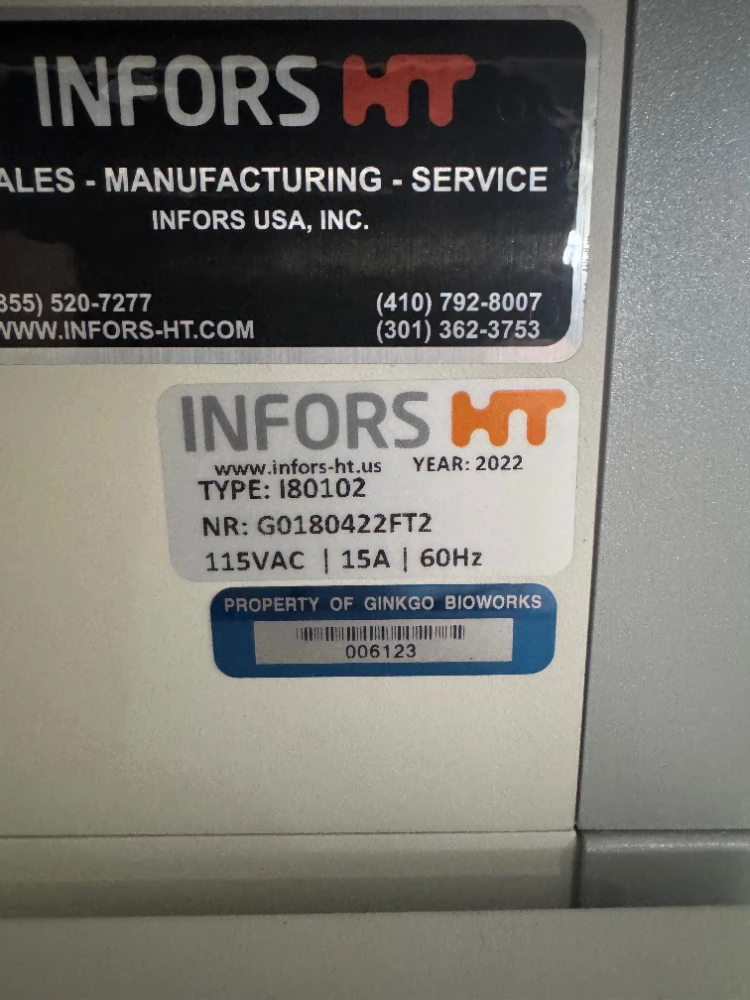 INFORS HT
ALES - MANUFACTURING - SERVICE
INFORS USA, INC.
855) 520-7277 (410) 792-8007
WWW.INFORS-HT.COM (301) 362-3753
INFORS HT
www.infors-ht.us YEAR: 2022
TYPE: I80102
NR: G0180422FT2
115VAC | 15A | 60Hz
PROPERTY OF GINKGO BIOWORKS
006123